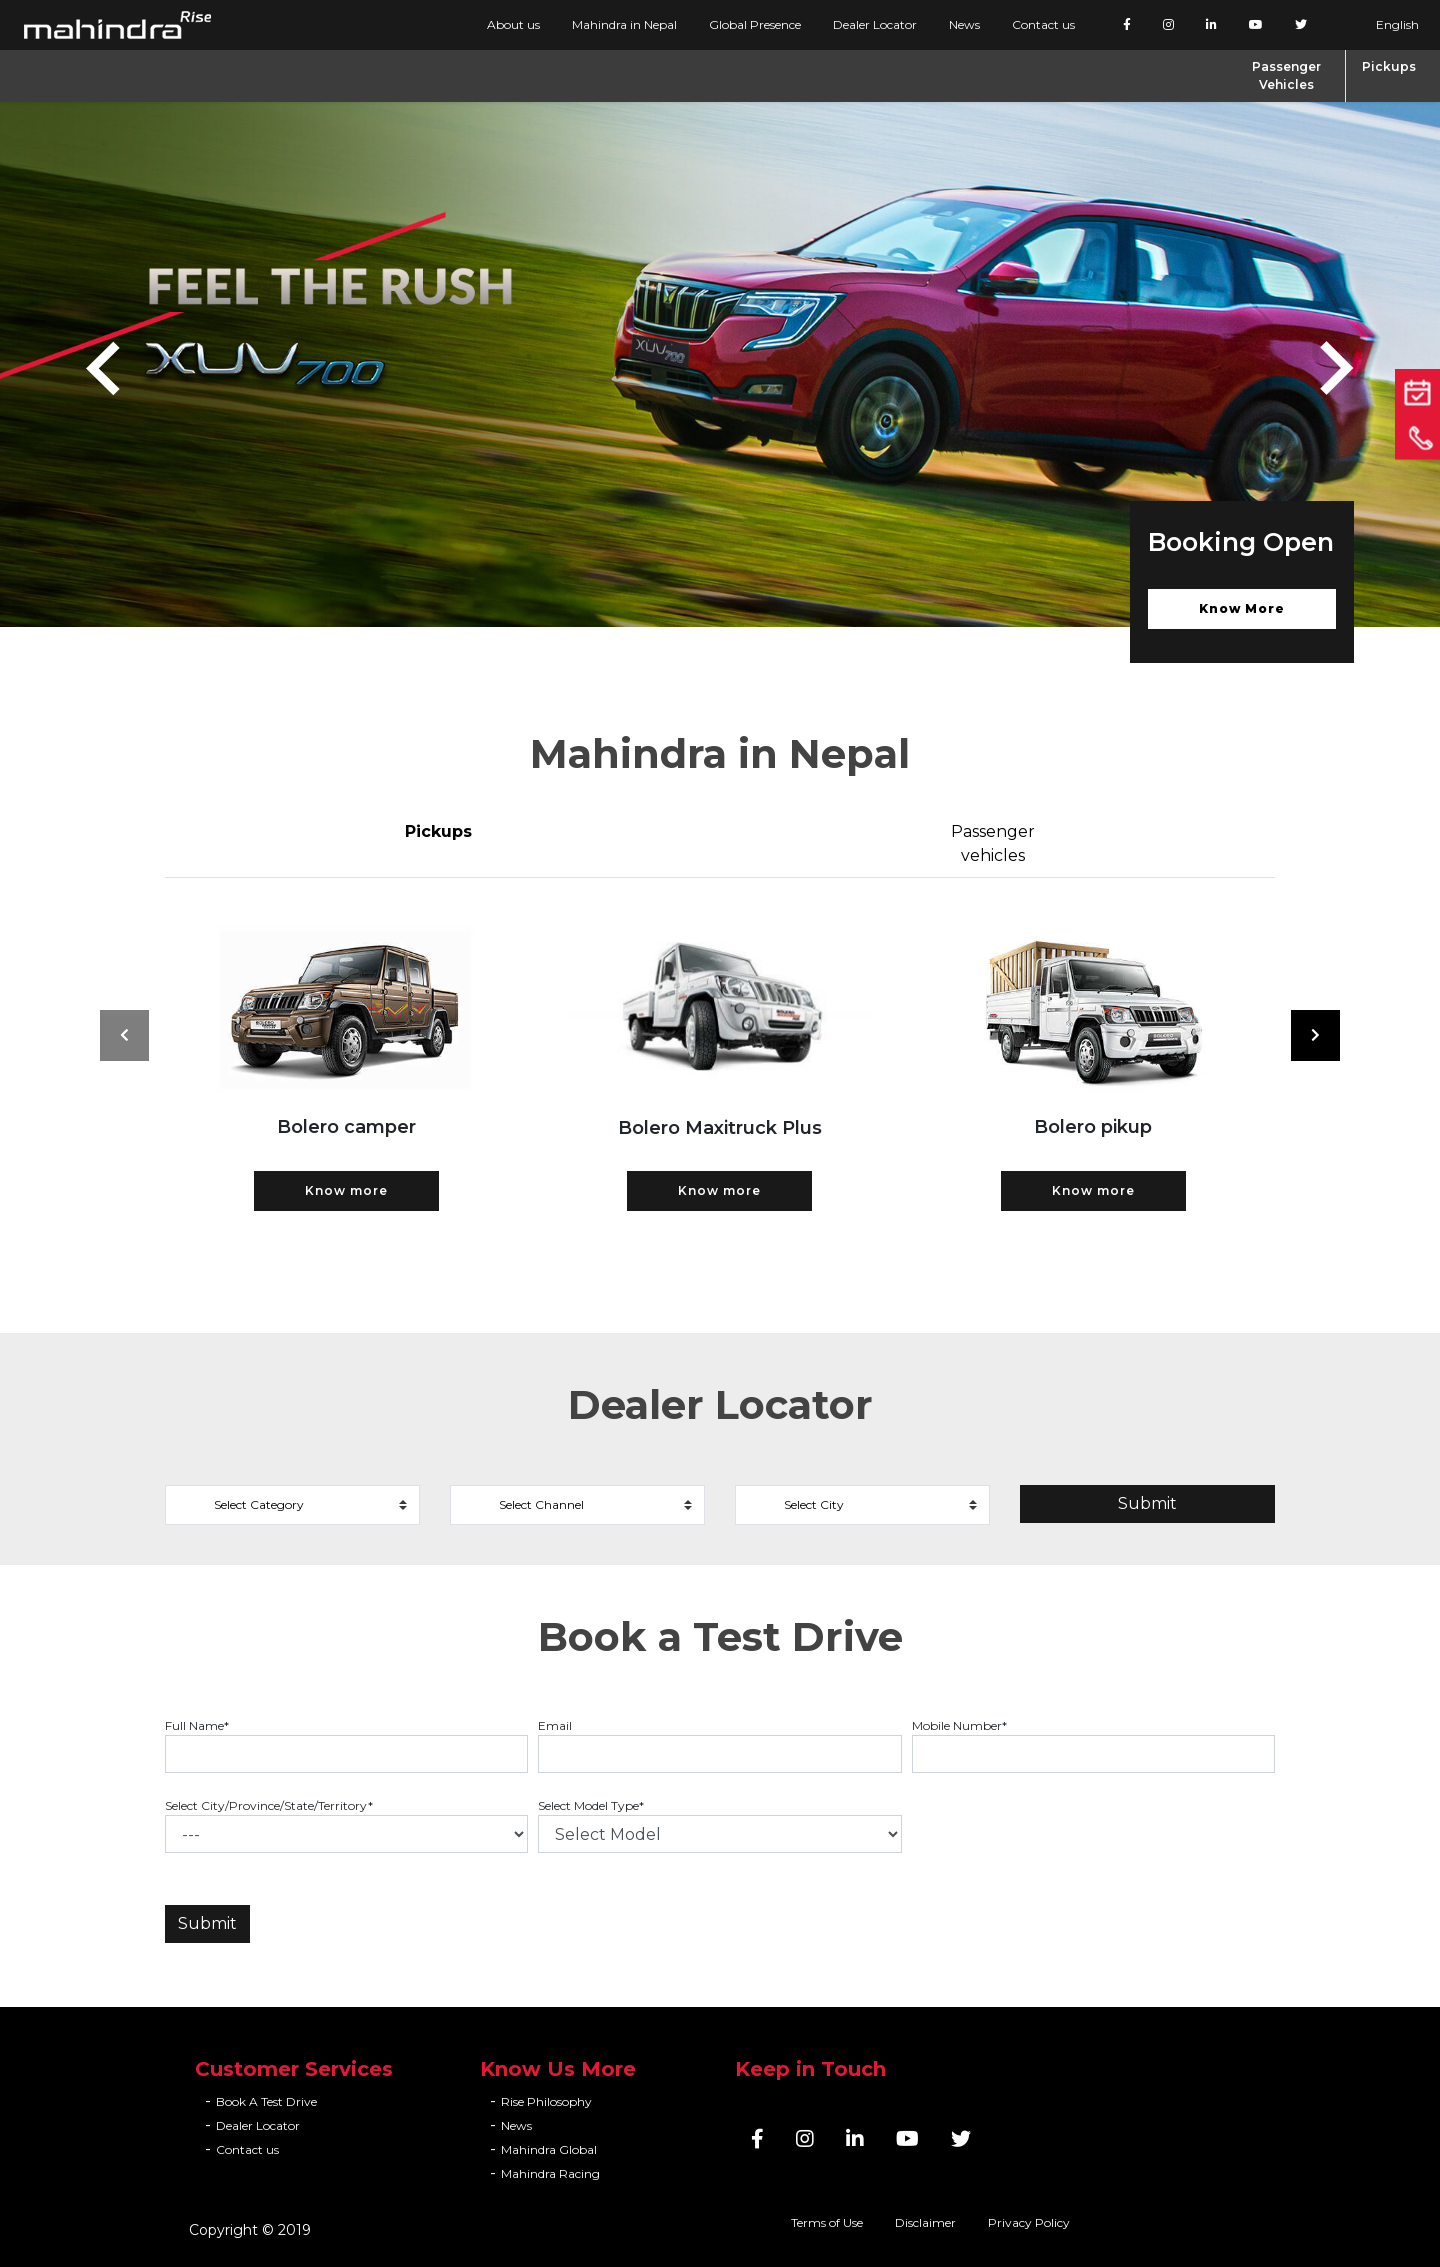 mahindra Rise
About us Mahindra in Nepal Global Presence Dealer Locator News Contact us English
Passenger
Vehicles
Pickups
FEEL THE RUSH
XUV700
XUV700
Booking Open
Know More
Mahindra in Nepal
Pickups
Passenger
vehicles
BOLERO
BOLERO
BOLERO
Bolero camper
Bolero Maxitruck Plus
Bolero pikup
Know more
Know more
Know more
Dealer Locator
Select Category Select Channel Select City Submit
Book a Test Drive
Full Name* Email Mobile Number*
Select City/Province/State/Territory* Select Model Type*
--- Select Model
Submit
Customer Services
- Book A Test Drive
- Dealer Locator
- Contact us
Know Us More
- Rise Philosophy
- News
- Mahindra Global
- Mahindra Racing
Keep in Touch
Copyright © 2019
Terms of Use Disclaimer Privacy Policy